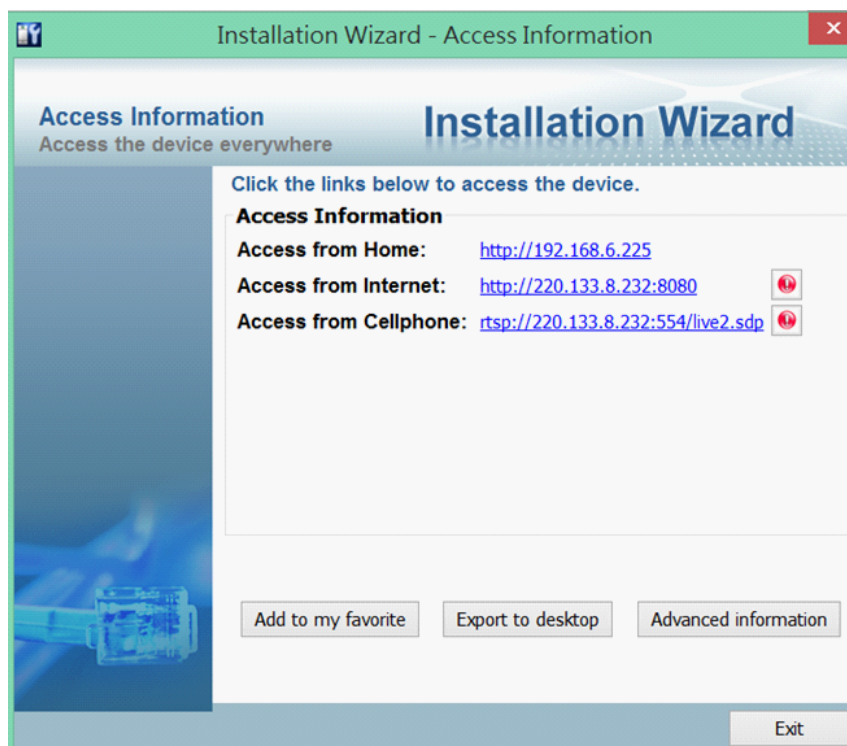 Installation Wizard - Access Information
Access Information
Access the device everywhere
Installation Wizard
Click the links below to access the device.
Access Information
Access from Home: http://192.168.6.225
Access from Internet: http://220.133.8.232:8080
Access from Cellphone: rtsp://220.133.8.232:554/live2.sdp
Add to my favorite Export to desktop Advanced information
Exit